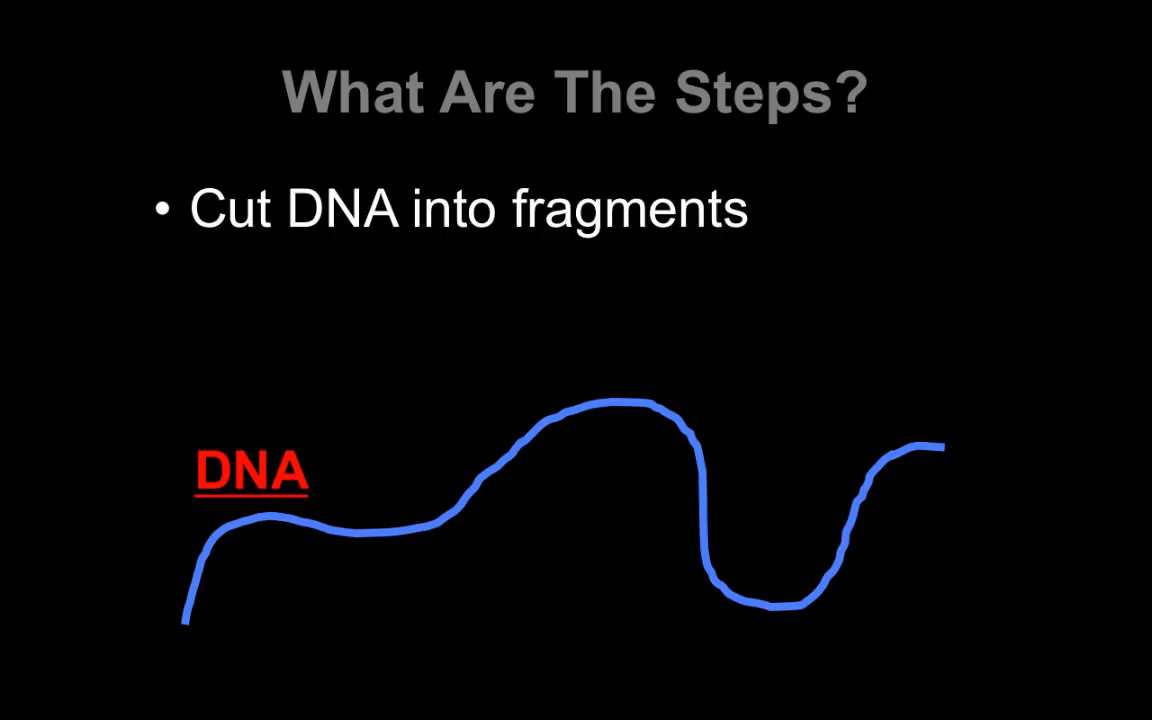 What Are The Steps?
• Cut DNA into fragments
DNA